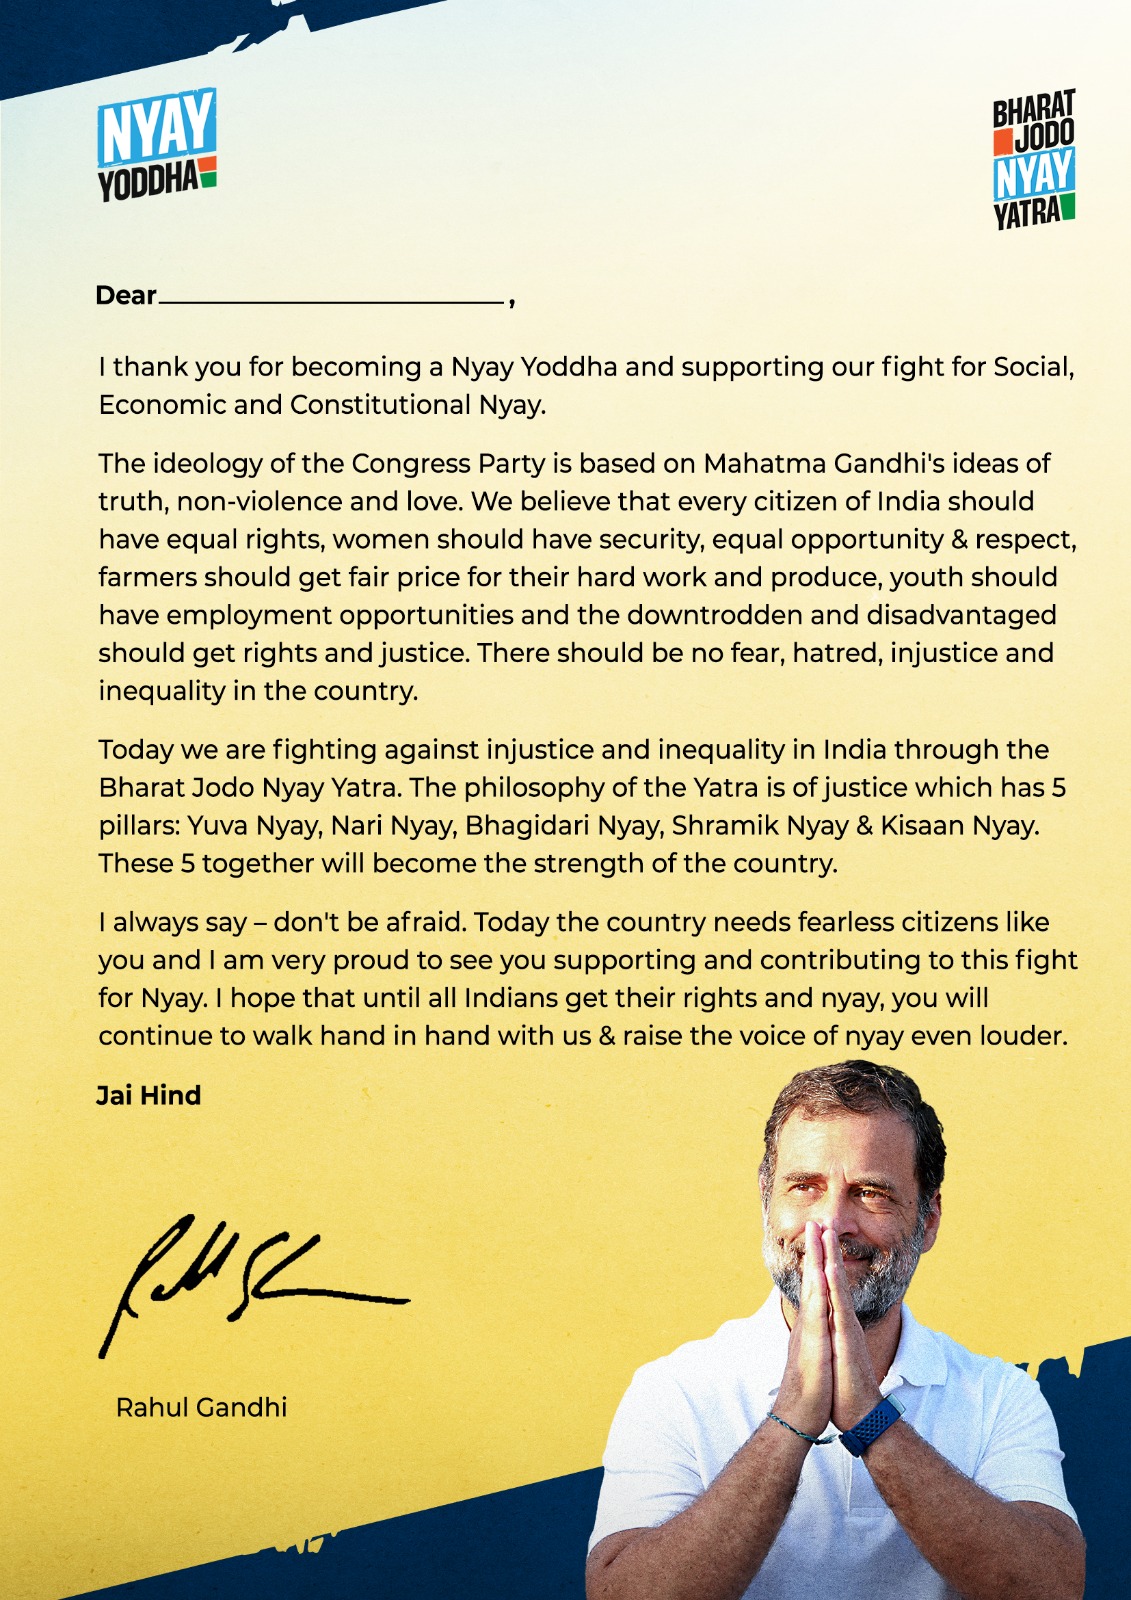 NYAY
YODDHA
BHARAT
JODO
NYAY
YATRA
Dear ,
I thank you for becoming a Nyay Yoddha and supporting our fight for Social,
Economic and Constitutional Nyay.
The ideology of the Congress Party is based on Mahatma Gandhi's ideas of
truth, non-violence and love. We believe that every citizen of India should
have equal rights, women should have security, equal opportunity & respect,
farmers should get fair price for their hard work and produce, youth should
have employment opportunities and the downtrodden and disadvantaged
should get rights and justice. There should be no fear, hatred, injustice and
inequality in the country.
Today we are fighting against injustice and inequality in India through the
Bharat Jodo Nyay Yatra. The philosophy of the Yatra is of justice which has 5
pillars: Yuva Nyay, Nari Nyay, Bhagidari Nyay, Shramik Nyay & Kisaan Nyay.
These 5 together will become the strength of the country.
I always say – don't be afraid. Today the country needs fearless citizens like
you and I am very proud to see you supporting and contributing to this fight
for Nyay. I hope that until all Indians get their rights and nyay, you will
continue to walk hand in hand with us & raise the voice of nyay even louder.
Jai Hind
Rahul Gandhi